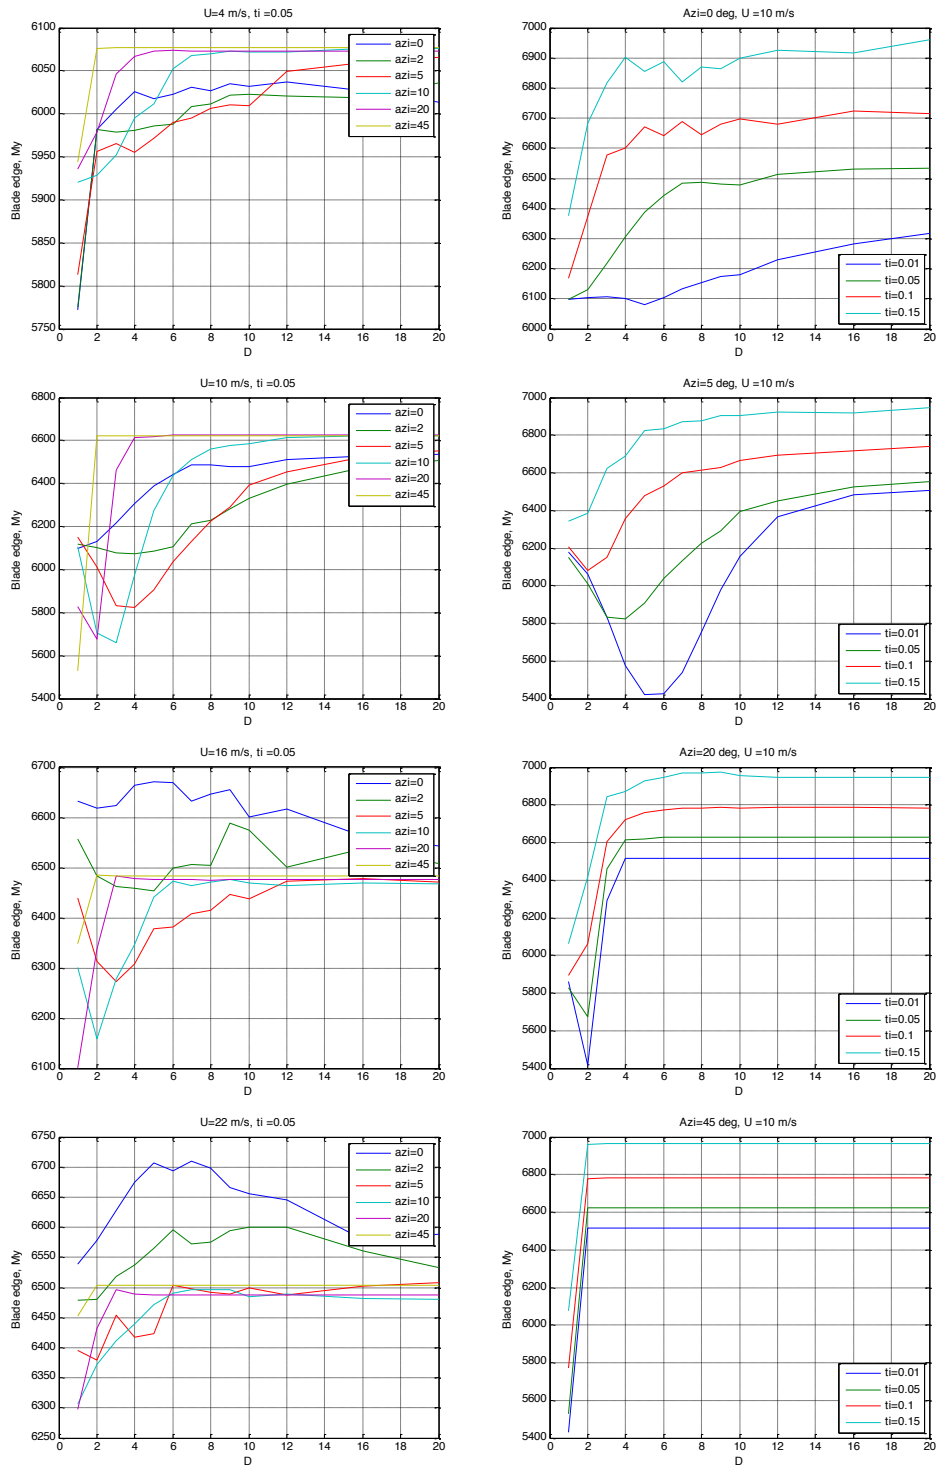 U=4 m/s, ti =0.05
6100
6050
6000
5950
5900
5850
5800
5750
Blade edge, My
0 2 4 6 8 10 12 14 16 18 20
D
azi=0
azi=2
azi=5
azi=10
azi=20
azi=45
Azi=0 deg, U =10 m/s
7000
6900
6800
6700
6600
6500
6400
6300
6200
6100
6000
Blade edge, My
0 2 4 6 8 10 12 14 16 18 20
D
ti=0.01
ti=0.05
ti=0.1
ti=0.15
U=10 m/s, ti =0.05
6800
6600
6400
6200
6000
5800
5600
5400
Blade edge, My
0 2 4 6 8 10 12 14 16 18 20
D
azi=0
azi=2
azi=5
azi=10
azi=20
azi=45
Azi=5 deg, U =10 m/s
7000
6800
6600
6400
6200
6000
5800
5600
5400
Blade edge, My
0 2 4 6 8 10 12 14 16 18 20
D
ti=0.01
ti=0.05
ti=0.1
ti=0.15
U=16 m/s, ti =0.05
6700
6600
6500
6400
6300
6200
6100
Blade edge, My
0 2 4 6 8 10 12 14 16 18 20
D
azi=0
azi=2
azi=5
azi=10
azi=20
azi=45
Azi=20 deg, U =10 m/s
7000
6800
6600
6400
6200
6000
5800
5600
5400
Blade edge, My
0 2 4 6 8 10 12 14 16 18 20
D
ti=0.01
ti=0.05
ti=0.1
ti=0.15
U=22 m/s, ti =0.05
6750
6700
6650
6600
6550
6500
6450
6400
6350
6300
6250
Blade edge, My
0 2 4 6 8 10 12 14 16 18 20
D
azi=0
azi=2
azi=5
azi=10
azi=20
azi=45
Azi=45 deg, U =10 m/s
7000
6800
6600
6400
6200
6000
5800
5600
5400
Blade edge, My
0 2 4 6 8 10 12 14 16 18 20
D
ti=0.01
ti=0.05
ti=0.1
ti=0.15